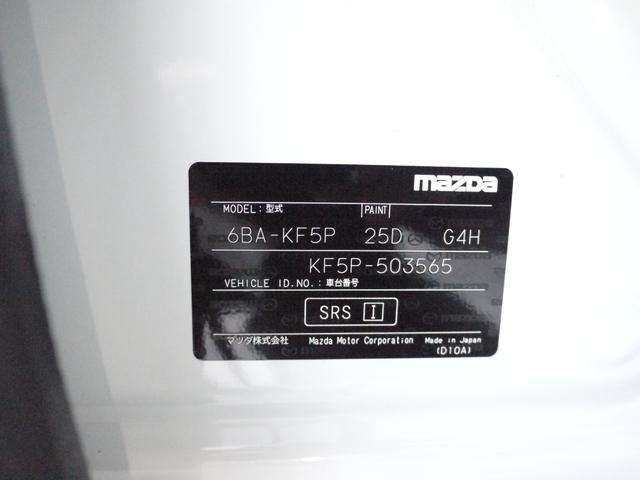 mazda
MODEL:型式 PAINT
6BA-KF5P 25D G4H
KF5P-503565
VEHICLE ID.NO.:車台番号
SRS I
マツダ株式会社 Mazda Motor Corporation Made in Japan
(D10A)